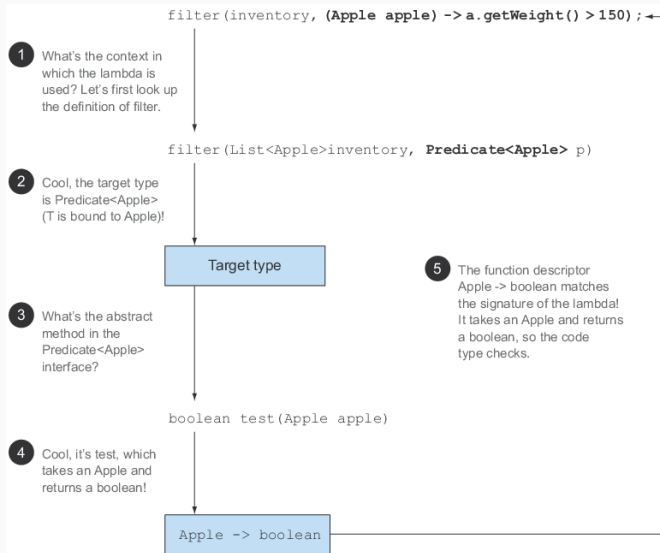 filter(inventory, (Apple apple) -> a.getWeight() > 150);
1 What's the context in
which the lambda is
used? Let's first look up
the definition of filter.
filter(List<Apple>inventory, Predicate<Apple> p)
2 Cool, the target type
is Predicate<Apple>
(T is bound to Apple)!
Target type
3 What's the abstract
method in the
Predicate<Apple>
interface?
5 The function descriptor
Apple -> boolean matches
the signature of the lambda!
It takes an Apple and returns
a boolean, so the code
type checks.
boolean test(Apple apple)
4 Cool, it's test, which
takes an Apple and
returns a boolean!
Apple -> boolean